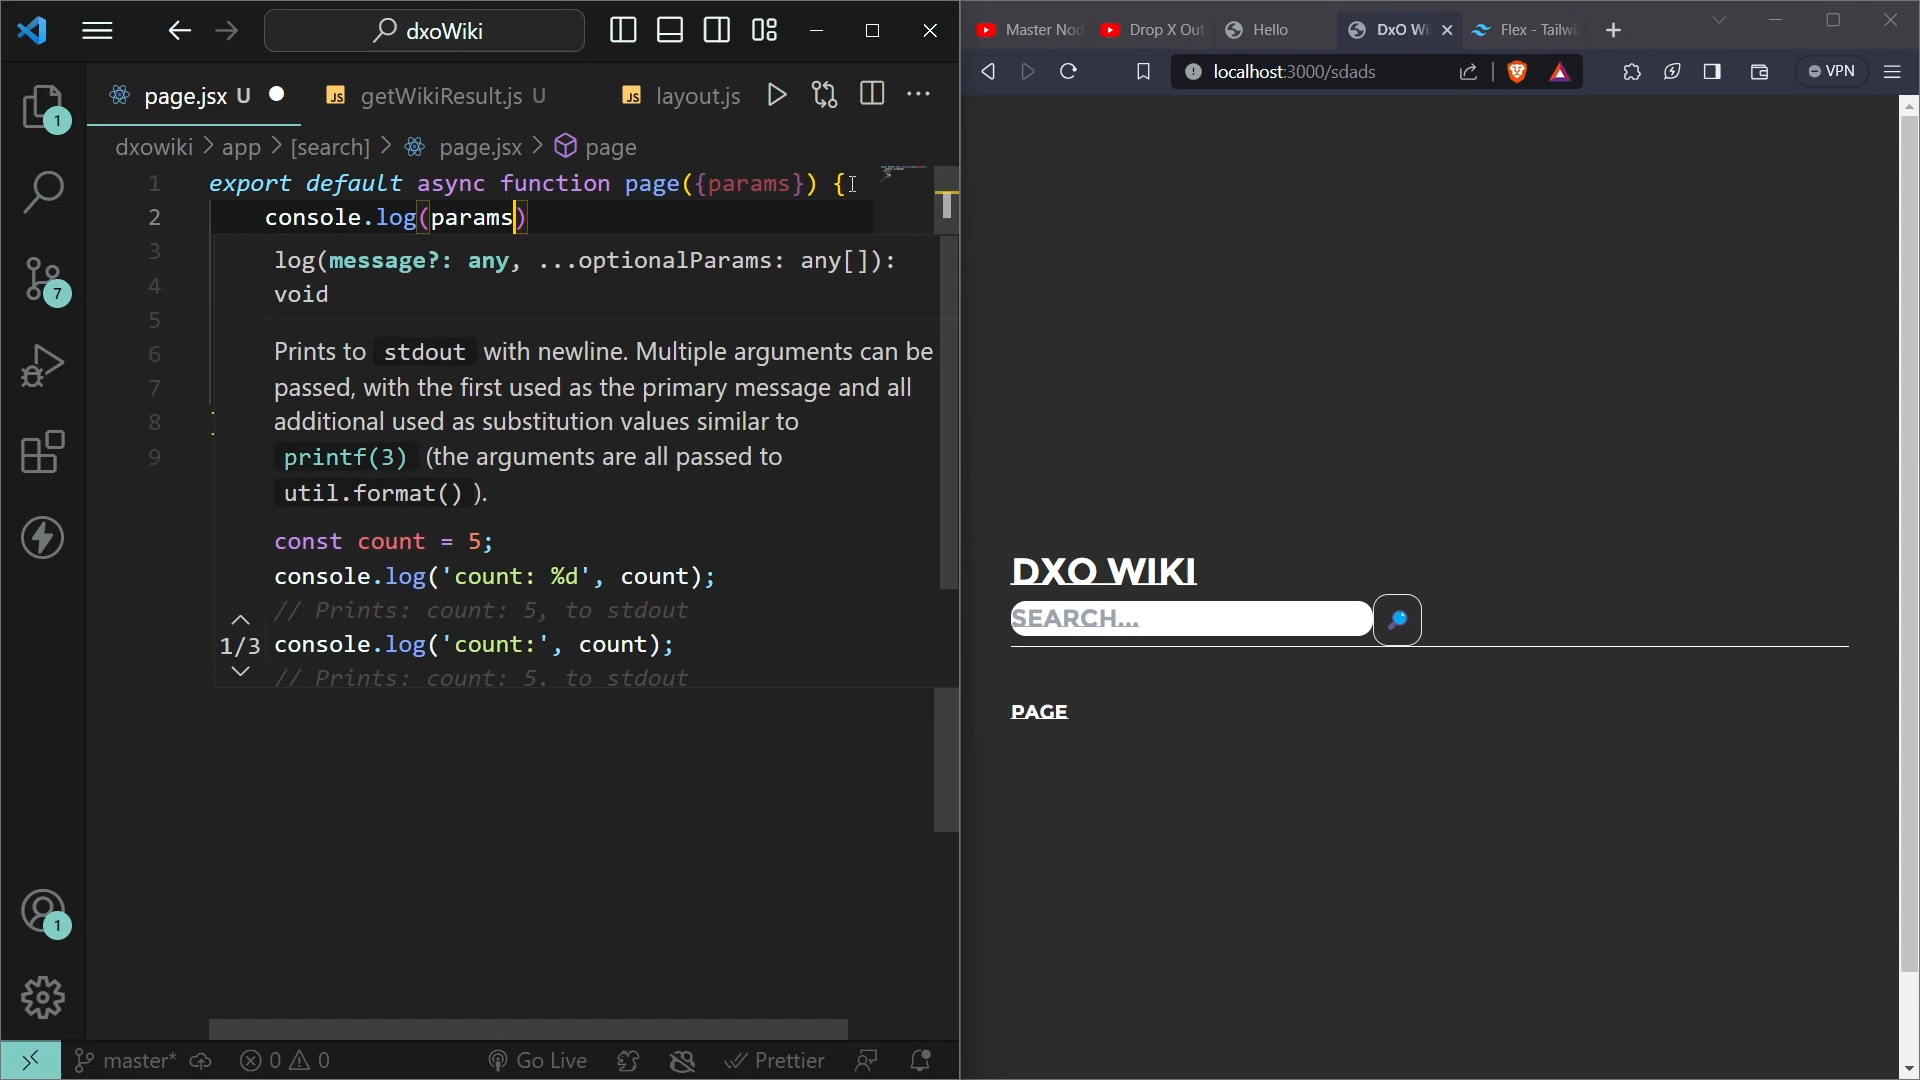 dxoWiki
page.jsx U
getWikiResult.js U
layout.js
dxowiki > app > [search] > page.jsx > page
1 export default async function page({params}) {
2 console.log(params)
3
4
5
6
7
8
9
log(message?: any, ...optionalParams: any[]):
void
Prints to stdout with newline. Multiple arguments can be
passed, with the first used as the primary message and all
additional used as substitution values similar to
printf(3) (the arguments are all passed to
util.format() ).
const count = 5;
console.log('count: %d', count);
// Prints: count: 5, to stdout
1/3
console.log('count:', count);
// Prints: count: 5, to stdout
1
7
1
master*
0 0
Go Live
Prettier
Master Nod
Drop X Out
Hello
DxO Wi
Flex - Tailwi
localhost:3000/sdads
VPN
DXO WIKI
SEARCH...
PAGE